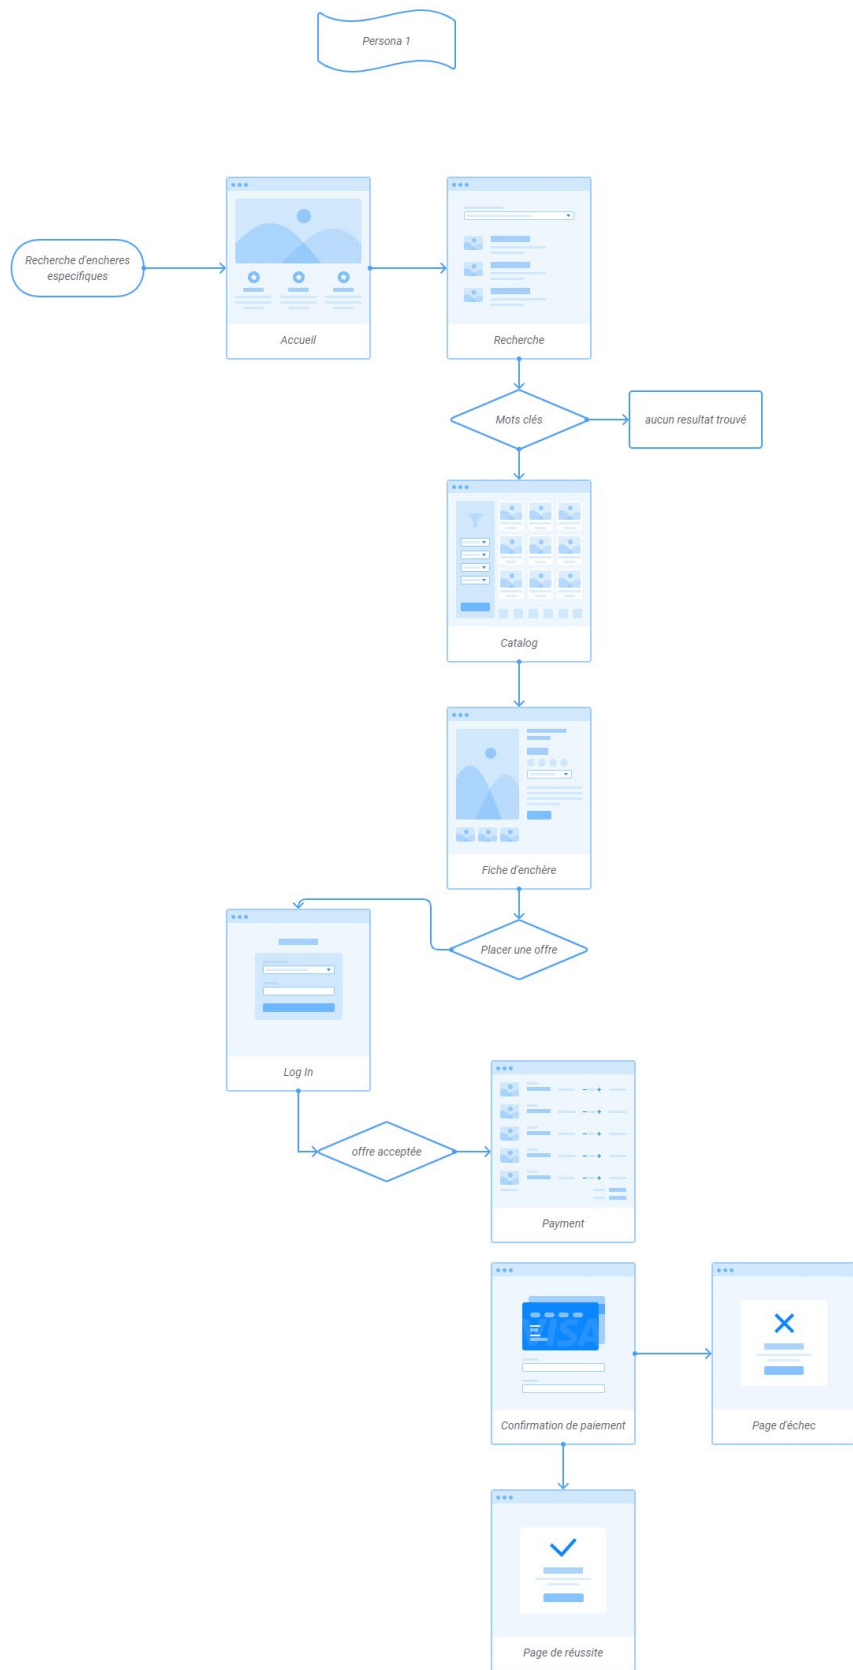 Persona 1
Recherche d'encheres
especifiques
Accueil
Recherche
Mots clés
aucun resultat trouvé
Catalog
Fiche d'enchère
Placer une offre
Log In
offre acceptée
Payment
VISA
Confirmation de paiement
Page d'échec
Page de réussite